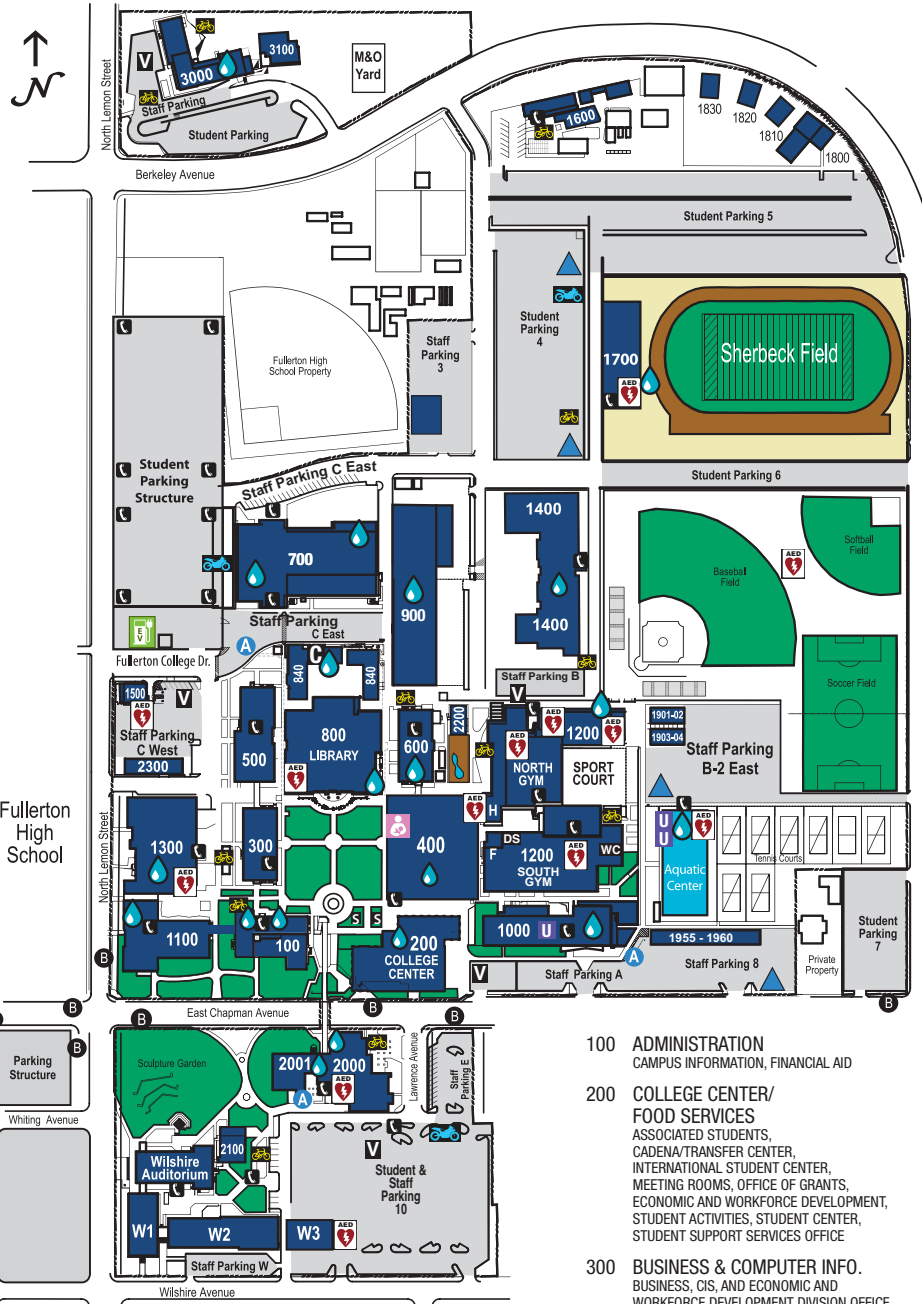 N
North Lemon Street
V
3000
3100
M&O
Yard
Staff Parking
Student Parking
Berkeley Avenue
1600
1830
1820
1810
1800
Student Parking 5
Student
Parking
4
Staff
Parking
3
Fullerton High
School Property
1700
AED
Sherbeck Field
Student Parking 6
Student
Parking
Structure
Staff Parking C East
700
900
1400
1400
Baseball
Field
AED
Softball
Field
Soccer Field
Staff Parking
C East
EV
A
Fullerton College Dr.
Staff Parking B
1500
AED
V
Staff Parking
C West
2300
500
840
C
840
800
LIBRARY
AED
600
2200
V
AED
AED
1200
AED
NORTH
GYM
SPORT
COURT
H
1901-02
1903-04
Staff Parking
B-2 East
Fullerton
High
School
North Lemon Street
1300
AED
300
400
AED
DS
F
1200
SOUTH
GYM
AED
WC
U
U
AED
Aquatic
Center
Tennis Courts
1100
100
S
S
200
COLLEGE
CENTER
1000
U
A
1955 - 1960
Private
Property
Student
Parking
7
B
V
Staff Parking A
Staff Parking 8
B
B
B
B
B
East Chapman Avenue
B
Parking
Structure
Whiting Avenue
Sculpture Garden
2001
2000
A
AED
Lawrence Avenue
Staff
Parking E
2100
Wilshire
Auditorium
V
Student &
Staff
Parking
10
W1
W2
W3
AED
Staff Parking W
Wilshire Avenue
100 ADMINISTRATION
CAMPUS INFORMATION, FINANCIAL AID
200 COLLEGE CENTER/
FOOD SERVICES
ASSOCIATED STUDENTS,
CADENA/TRANSFER CENTER,
INTERNATIONAL STUDENT CENTER,
MEETING ROOMS, OFFICE OF GRANTS,
ECONOMIC AND WORKFORCE DEVELOPMENT,
STUDENT ACTIVITIES, STUDENT CENTER,
STUDENT SUPPORT SERVICES OFFICE
300 BUSINESS & COMPUTER INFO.
BUSINESS, CIS, AND ECONOMIC AND
WORKFORCE DEVELOPMENT DIVISION OFFICE